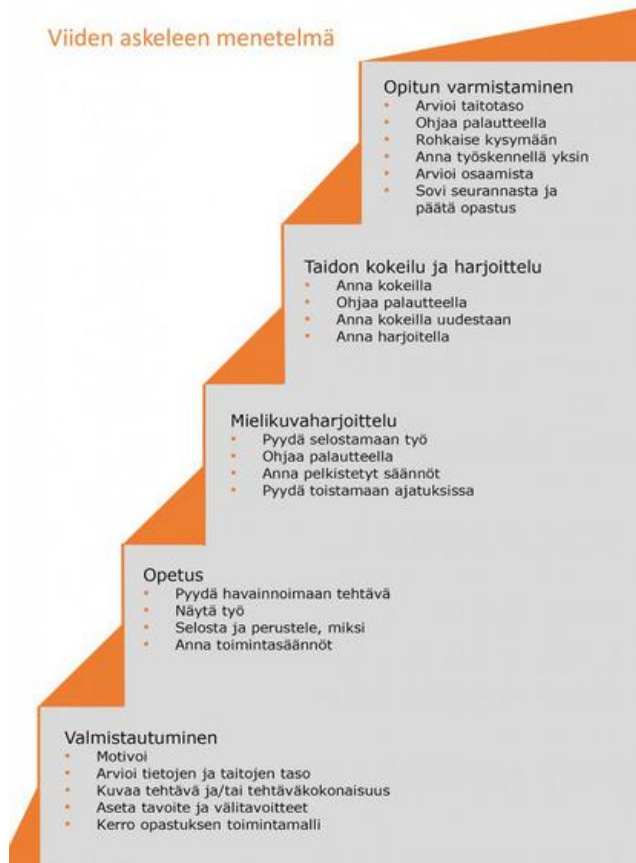 Viiden askeleen menetelmä
Opitun varmistaminen
• Arvioi taitotaso
• Ohjaa palautteella
• Rohkaise kysymään
• Anna työskennellä yksin
• Arvioi osaamista
• Sovi seurannasta ja
päätä opastus
Taidon kokeilu ja harjoittelu
• Anna kokeilla
• Ohjaa palautteella
• Anna kokeilla uudestaan
• Anna harjoitella
Mielikuvaharjoittelu
• Pyydä selostamaan työ
• Ohjaa palautteella
• Anna pelkistetyt säännöt
• Pyydä toistamaan ajatuksissa
Opetus
• Pyydä havainnoimaan tehtävä
• Näytä työ
• Selosta ja perustele, miksi
• Anna toimintasäännöt
Valmistautuminen
• Motivoi
• Arvioi tietojen ja taitojen taso
• Kuvaa tehtävä ja/tai tehtäväkokonaisuus
• Aseta tavoite ja välitavoitteet
• Kerro opastuksen toimintamalli